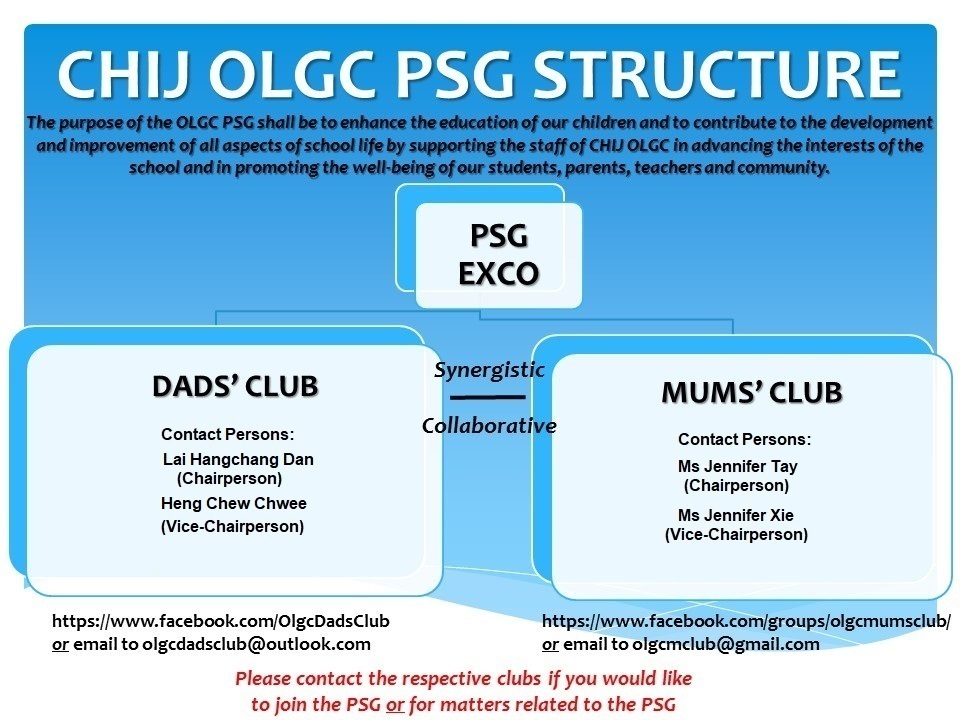 CHIJ OLGC PSG STRUCTURE
The purpose of the OLGC PSG shall be to enhance the education of our children and to contribute to the development
and improvement of all aspects of school life by supporting the staff of CHIJ OLGC in advancing the interests of the
school and in promoting the well-being of our students, parents, teachers and community.
PSG
EXCO
DADS' CLUB
Contact Persons:
Lai Hangchang Dan
(Chairperson)
Heng Chew Chwee
(Vice-Chairperson)
Synergistic
Collaborative
MUMS' CLUB
Contact Persons:
Ms Jennifer Tay
(Chairperson)
Ms Jennifer Xie
(Vice-Chairperson)
https://www.facebook.com/OlgcDadsClub
or email to olgcdadsclub@outlook.com
https://www.facebook.com/groups/olgcmumsclub/
or email to olgcmclub@gmail.com
Please contact the respective clubs if you would like
to join the PSG or for matters related to the PSG